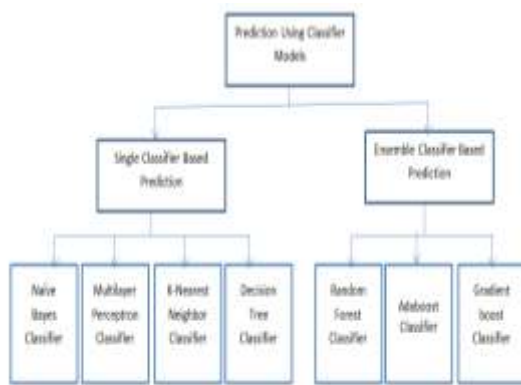 Prediction Using Classifier
Models
Single Classifier Based
Prediction
Ensemble Classifier Based
Prediction
Naïve
Bayes
Classifier
Multilayer
Perceptron
Classifier
K-Nearest
Neighbor
Classifier
Decision
Tree
Classifier
Random
Forest
Classifier
Adaboost
Classifier
Gradient
boost
Classifier